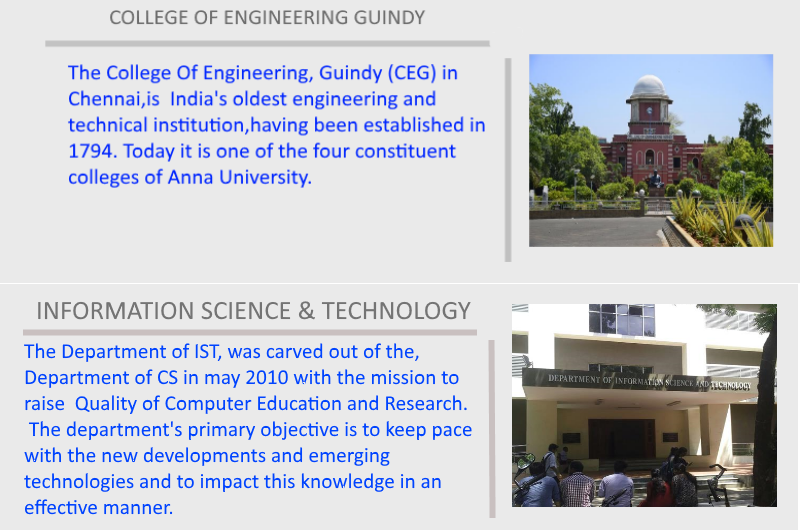 COLLEGE OF ENGINEERING GUINDY
The College Of Engineering, Guindy (CEG) in
Chennai,is  India's oldest engineering and
technical institution,having been established in
1794. Today it is one of the four constituent
colleges of Anna University.
INFORMATION SCIENCE & TECHNOLOGY
The Department of IST, was carved out of the,
Department of CS in may 2010 with the mission to
raise  Quality of Computer Education and Research.
The department's primary objective is to keep pace
with the new developments and emerging
technologies and to impact this knowledge in an
effective manner.
DEPARTMENT OF INFORMATION SCIENCE AND TECHNOLOGY